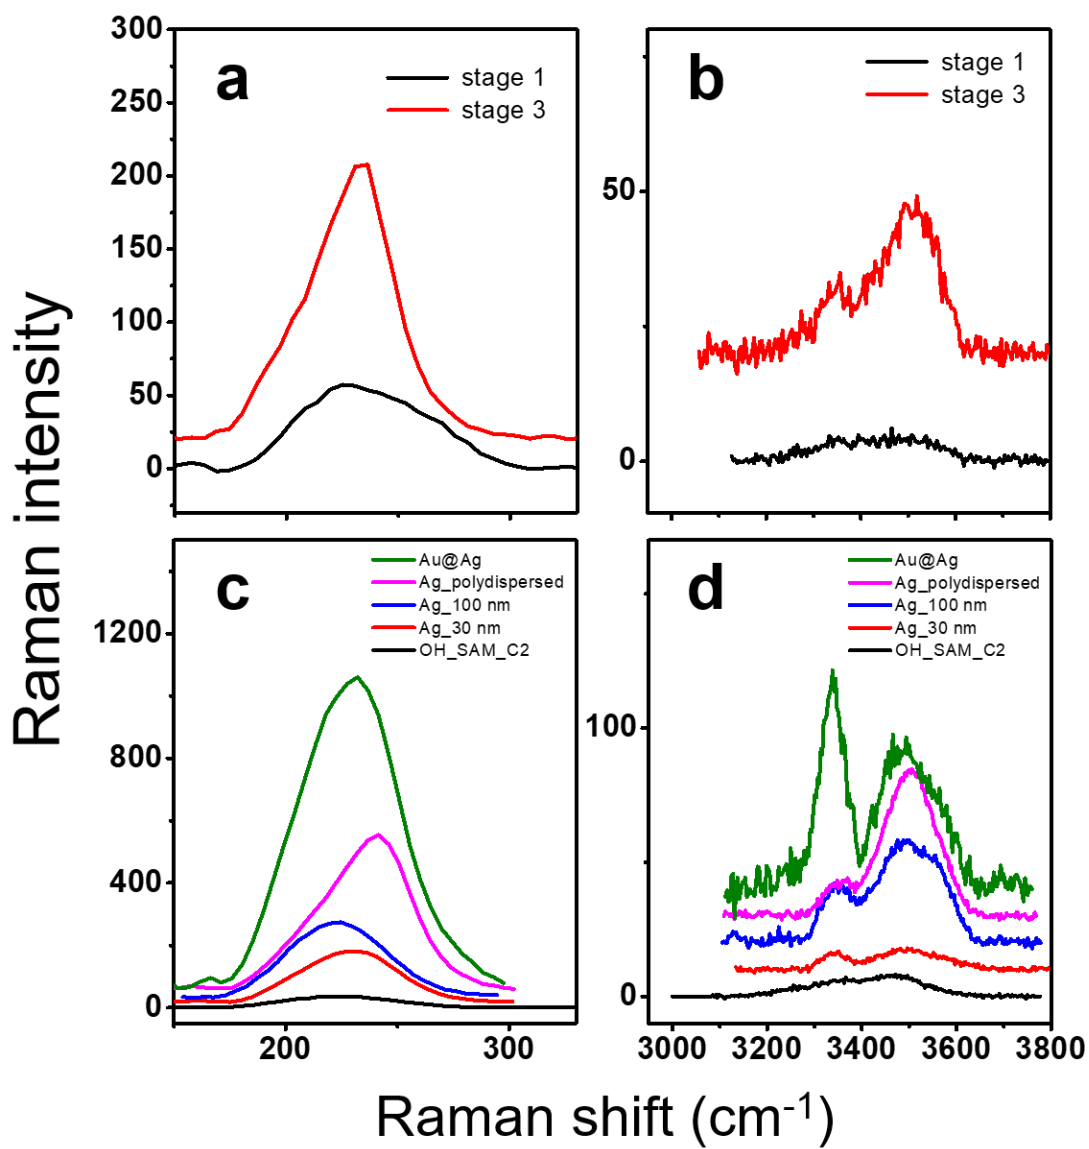 Raman intensity
300
250
200
150
100
50
0
a
stage 1
stage 3
50
0
b
stage 1
stage 3
1200
800
400
0
c
Au@Ag
Ag_polydispersed
Ag_100 nm
Ag_30 nm
OH_SAM_C2
200
300
100
0
d
Au@Ag
Ag_polydispersed
Ag_100 nm
Ag_30 nm
OH_SAM_C2
3000
3200
3400
3600
3800
Raman shift (cm⁻¹)